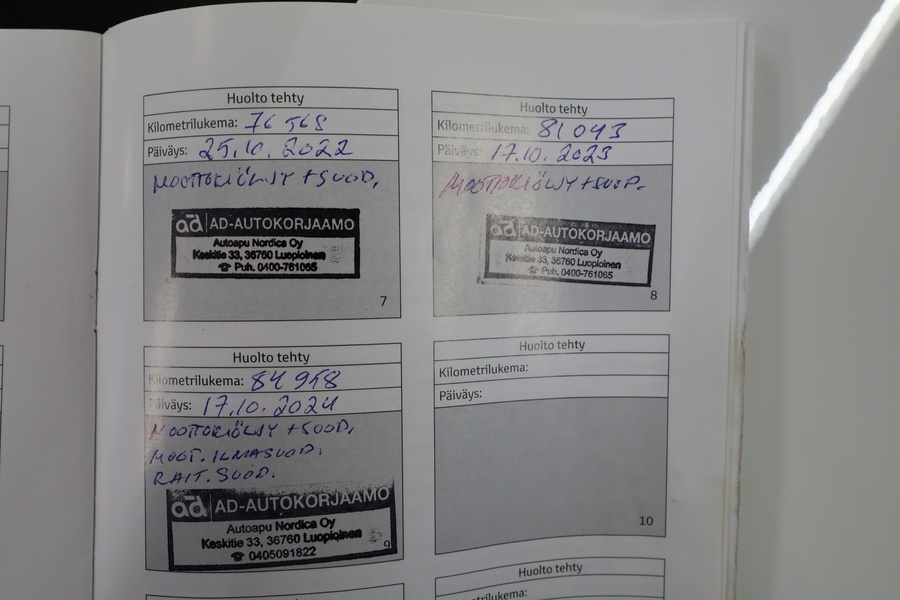 Huolto tehty
Kilometrilukema: 76 568
Päiväys: 25.10. 2022
MOOTTORIÖLJY + SUOD.
ad AD-AUTOKORJAAMO
Autoapu Nordica Oy
Keskitie 33, 36760 Luopioinen
☎ Puh. 0400-761065
7
Huolto tehty
Kilometrilukema: 81 043
Päiväys: 17.10. 2023
MOOTTORIÖLJY + SUOD.
ad AD-AUTOKORJAAMO
Autoapu Nordica Oy
Keskitie 33, 36760 Luopioinen
☎ Puh. 0400-761065
8
Huolto tehty
Kilometrilukema: 84 958
Päiväys: 17.10. 2024
MOOTTORIÖLJY + SUOD.
MOOT. ILMASUOD.
RAIT. SUOD.
ad AD-AUTOKORJAAMO
Autoapu Nordica Oy
Keskitie 33, 36760 Luopioinen
☎ 0405091822
9
Huolto tehty
Kilometrilukema:
Päiväys:
10
Huolto tehty